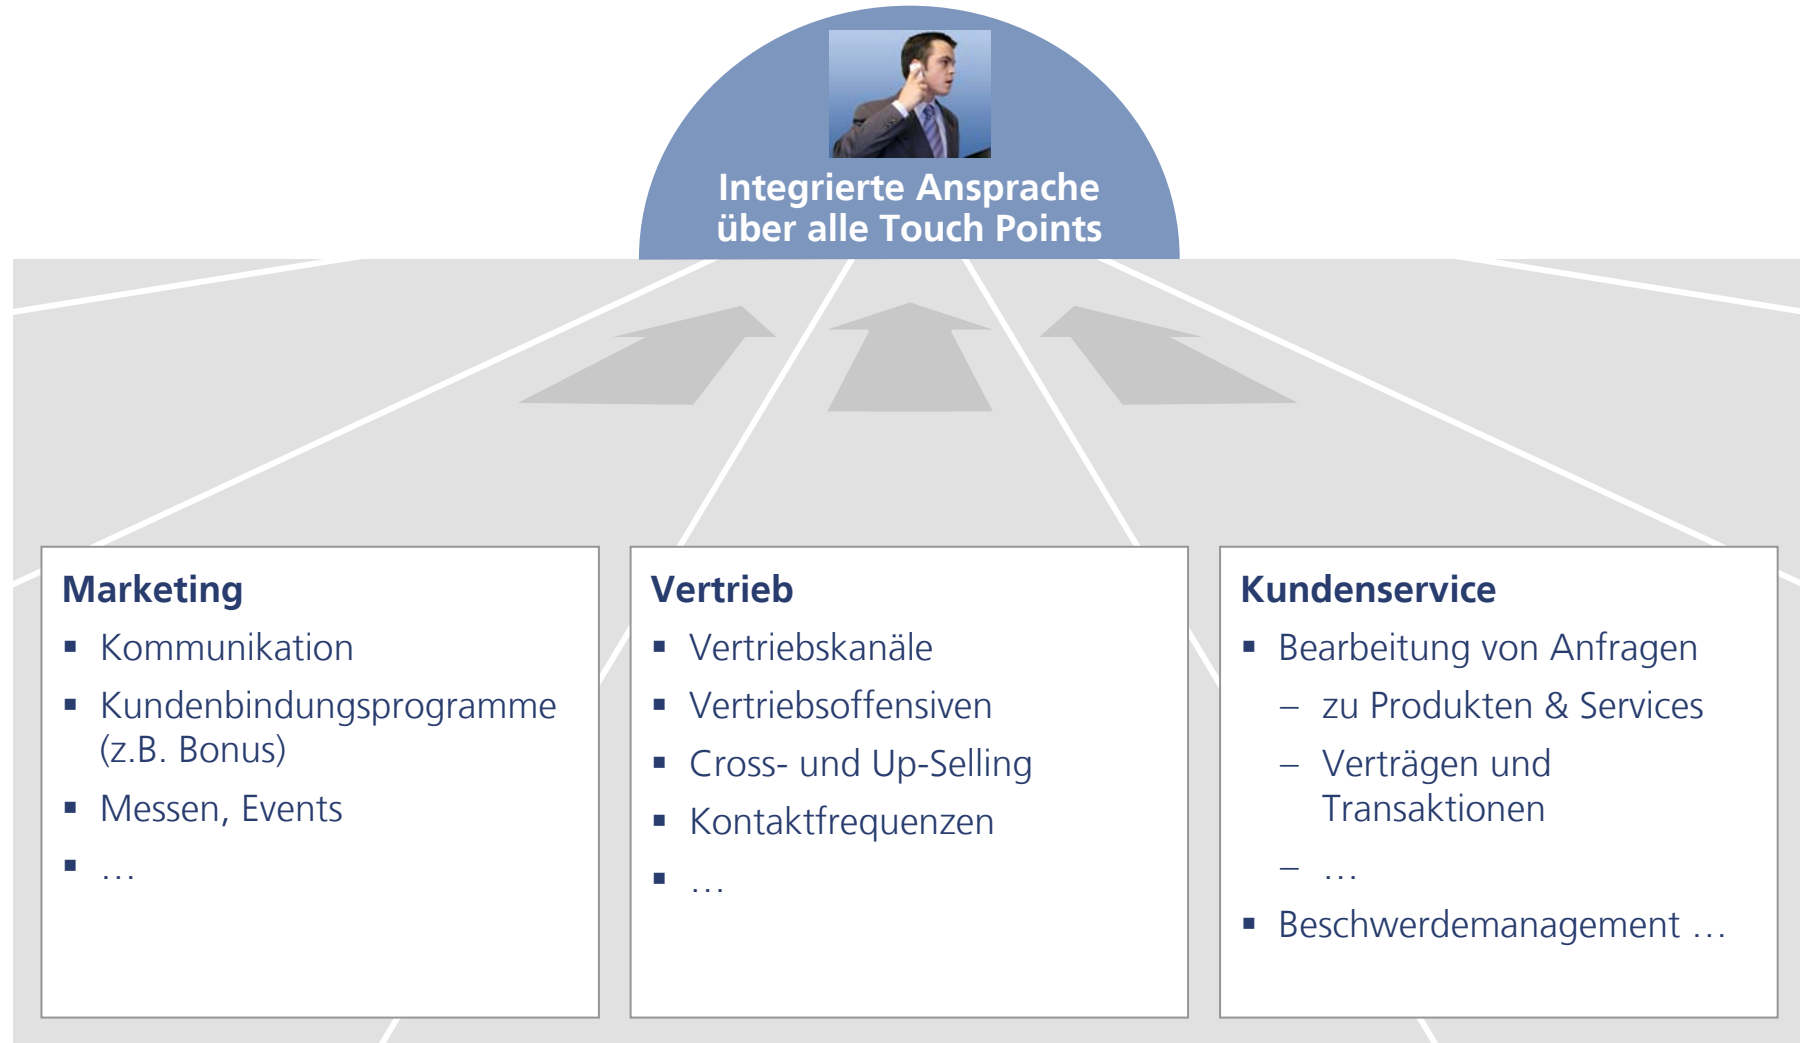 Integrierte Ansprache
über alle Touch Points
Marketing
▪ Kommunikation
▪ Kundenbindungsprogramme
(z.B. Bonus)
▪ Messen, Events
▪ …
Vertrieb
▪ Vertriebskanäle
▪ Vertriebsoffensiven
▪ Cross- und Up-Selling
▪ Kontaktfrequenzen
▪ …
Kundenservice
▪ Bearbeitung von Anfragen
– zu Produkten & Services
– Verträgen und
Transaktionen
– …
▪ Beschwerdemanagement …